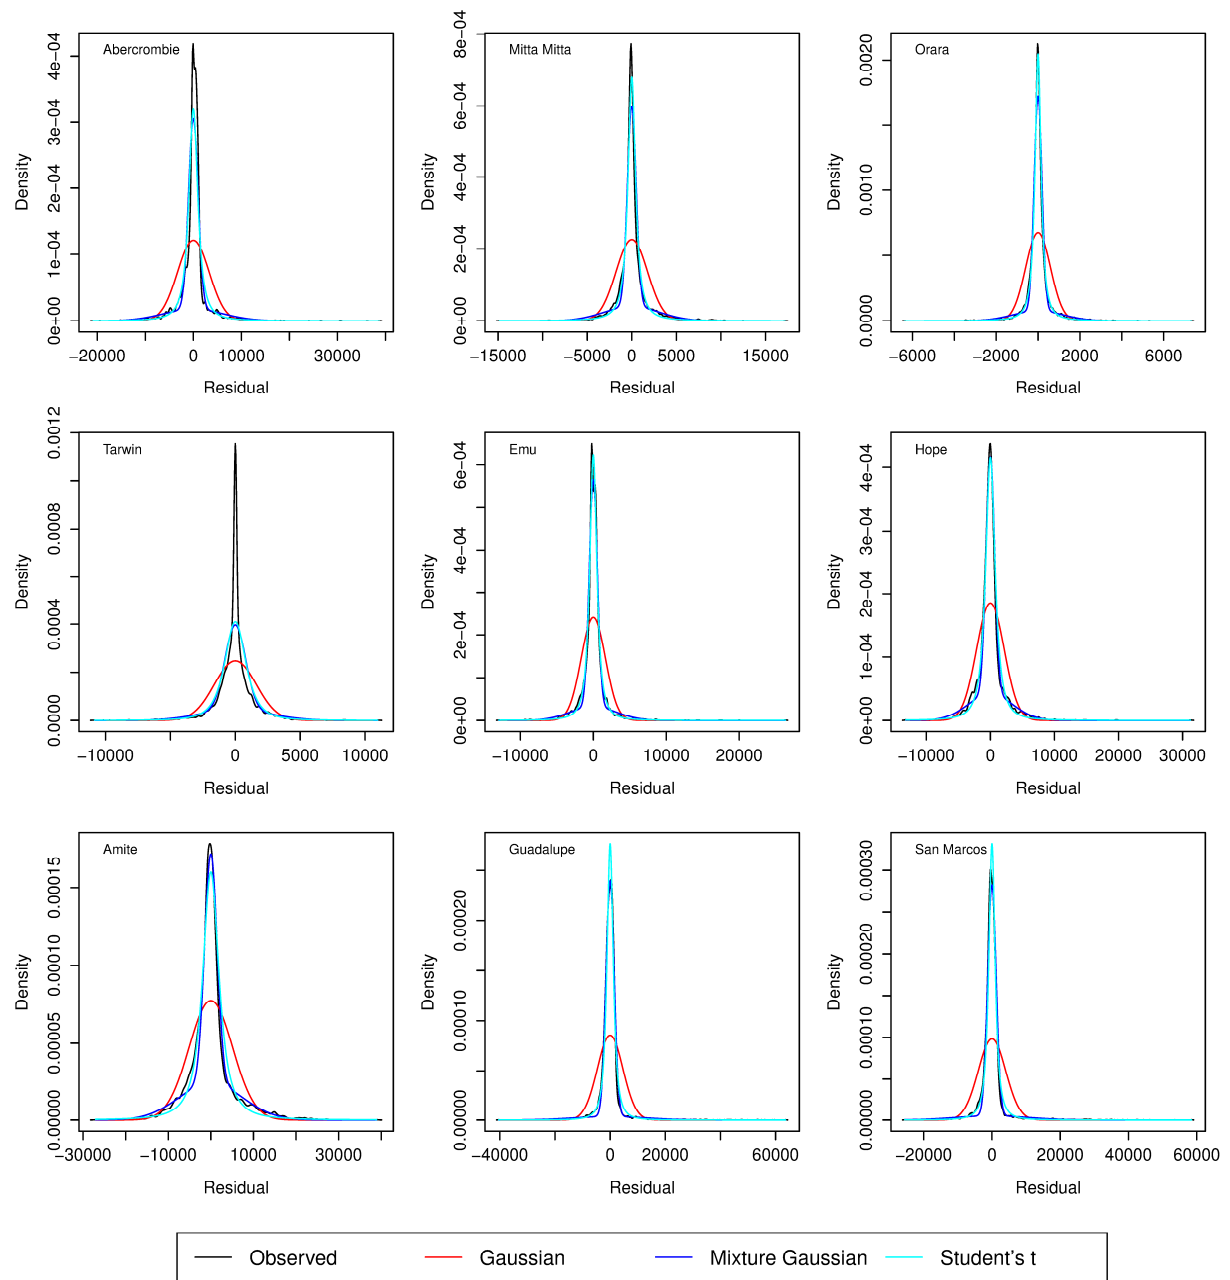 Abercrombie
Density
0e+00 1e−04 2e−04 3e−04 4e−04
−20000 0 10000 30000
Residual
Mitta Mitta
Density
0e+00 2e−04 4e−04 6e−04 8e−04
−15000 −5000 0 5000 15000
Residual
Orara
Density
0.0000 0.0010 0.0020
−6000 −2000 2000 6000
Residual
Tarwin
Density
0.0000 0.0004 0.0008 0.0012
−10000 0 5000 10000
Residual
Emu
Density
0e+00 2e−04 4e−04 6e−04
−10000 0 10000 20000
Residual
Hope
Density
0e+00 1e−04 2e−04 3e−04 4e−04
−10000 0 10000 20000 30000
Residual
Amite
Density
0.00000 0.00005 0.00010 0.00015
−30000 −10000 10000 30000
Residual
Guadalupe
Density
0.00000 0.00010 0.00020
−40000 0 20000 60000
Residual
San Marcos
Density
0.00000 0.00010 0.00020 0.00030
−20000 0 20000 40000 60000
Residual
Observed Gaussian Mixture Gaussian Student's t